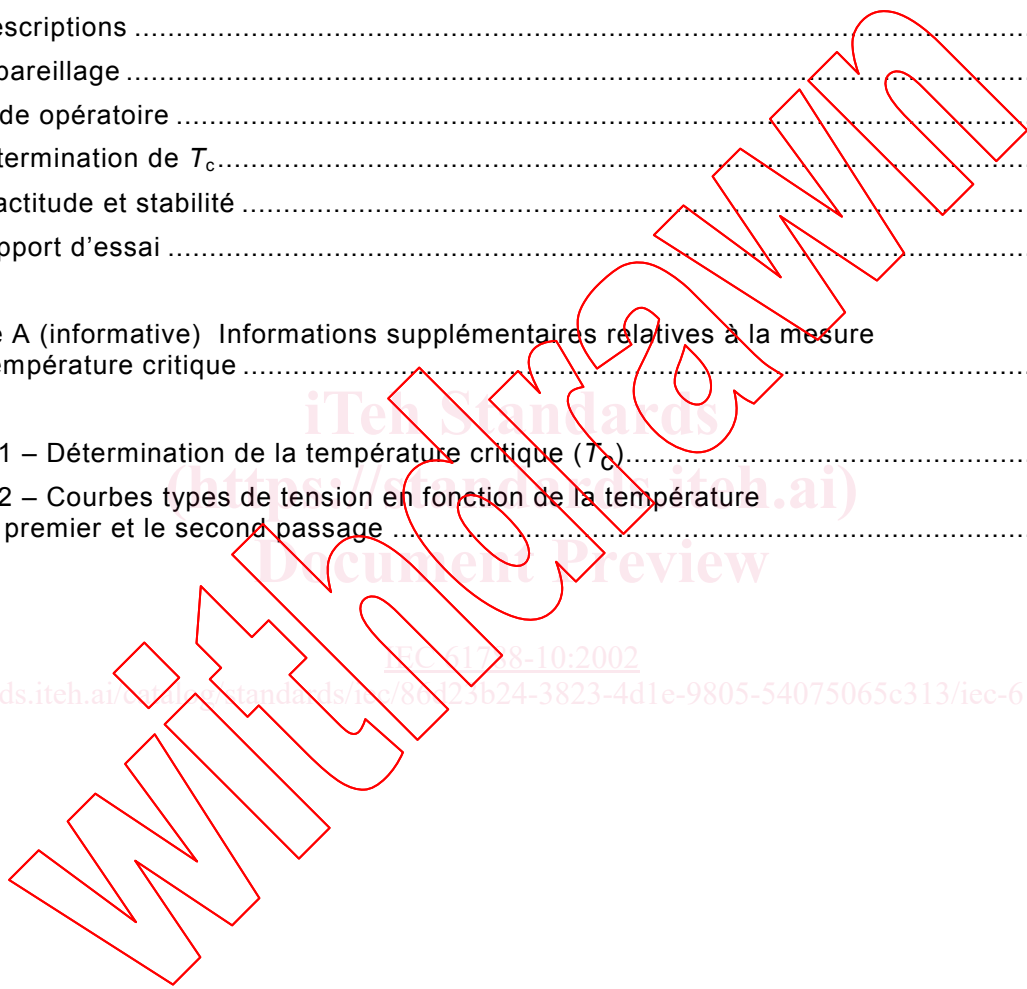 escriptions ................................
pareillage ................................
de opératoire ................................
termination de Tc................................
actitude et stabilité ................................
pport d'essai ................................
e A (informative) Informations supplémentaires relatives à la mesure
empérature critique ................................
iTeh Standards
1 – Détermination de la température critique (TC)................................
(https://standards.iteh.ai)
2 – Courbes types de tension en fonction de la température
premier et le second passage ................................
Document Preview
IEC 61788-10:2002
ds.iteh.ai/catalog/standards/iec/86d23b24-3823-4d1e-9805-54075065c313/iec-6
withdrawn